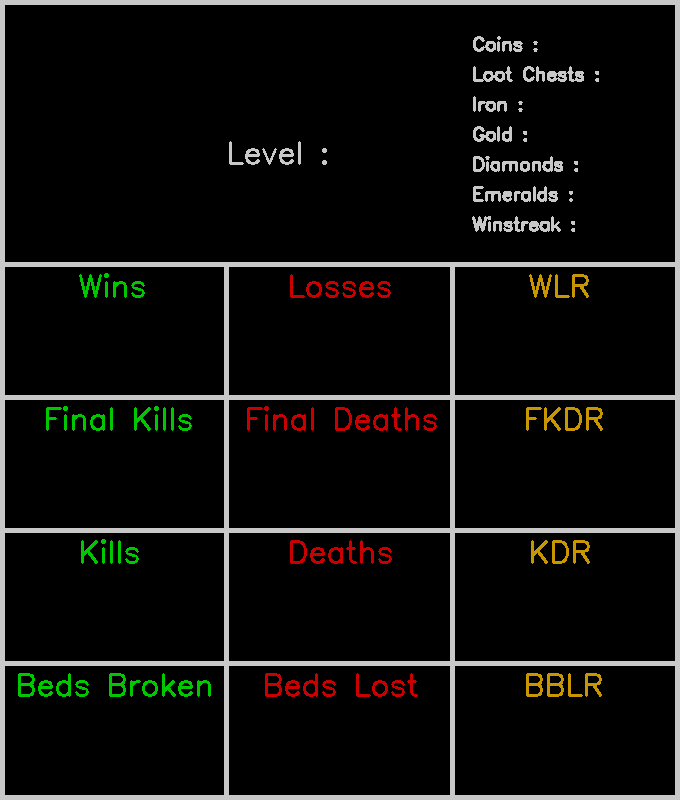 Coins :
Loot Chests :
Iron :
Gold :
Level :
Diamonds :
Emeralds :
Winstreak :
Wins
Losses
WLR
Final Kills
Final Deaths
FKDR
Kills
Deaths
KDR
Beds Broken
Beds Lost
BBLR